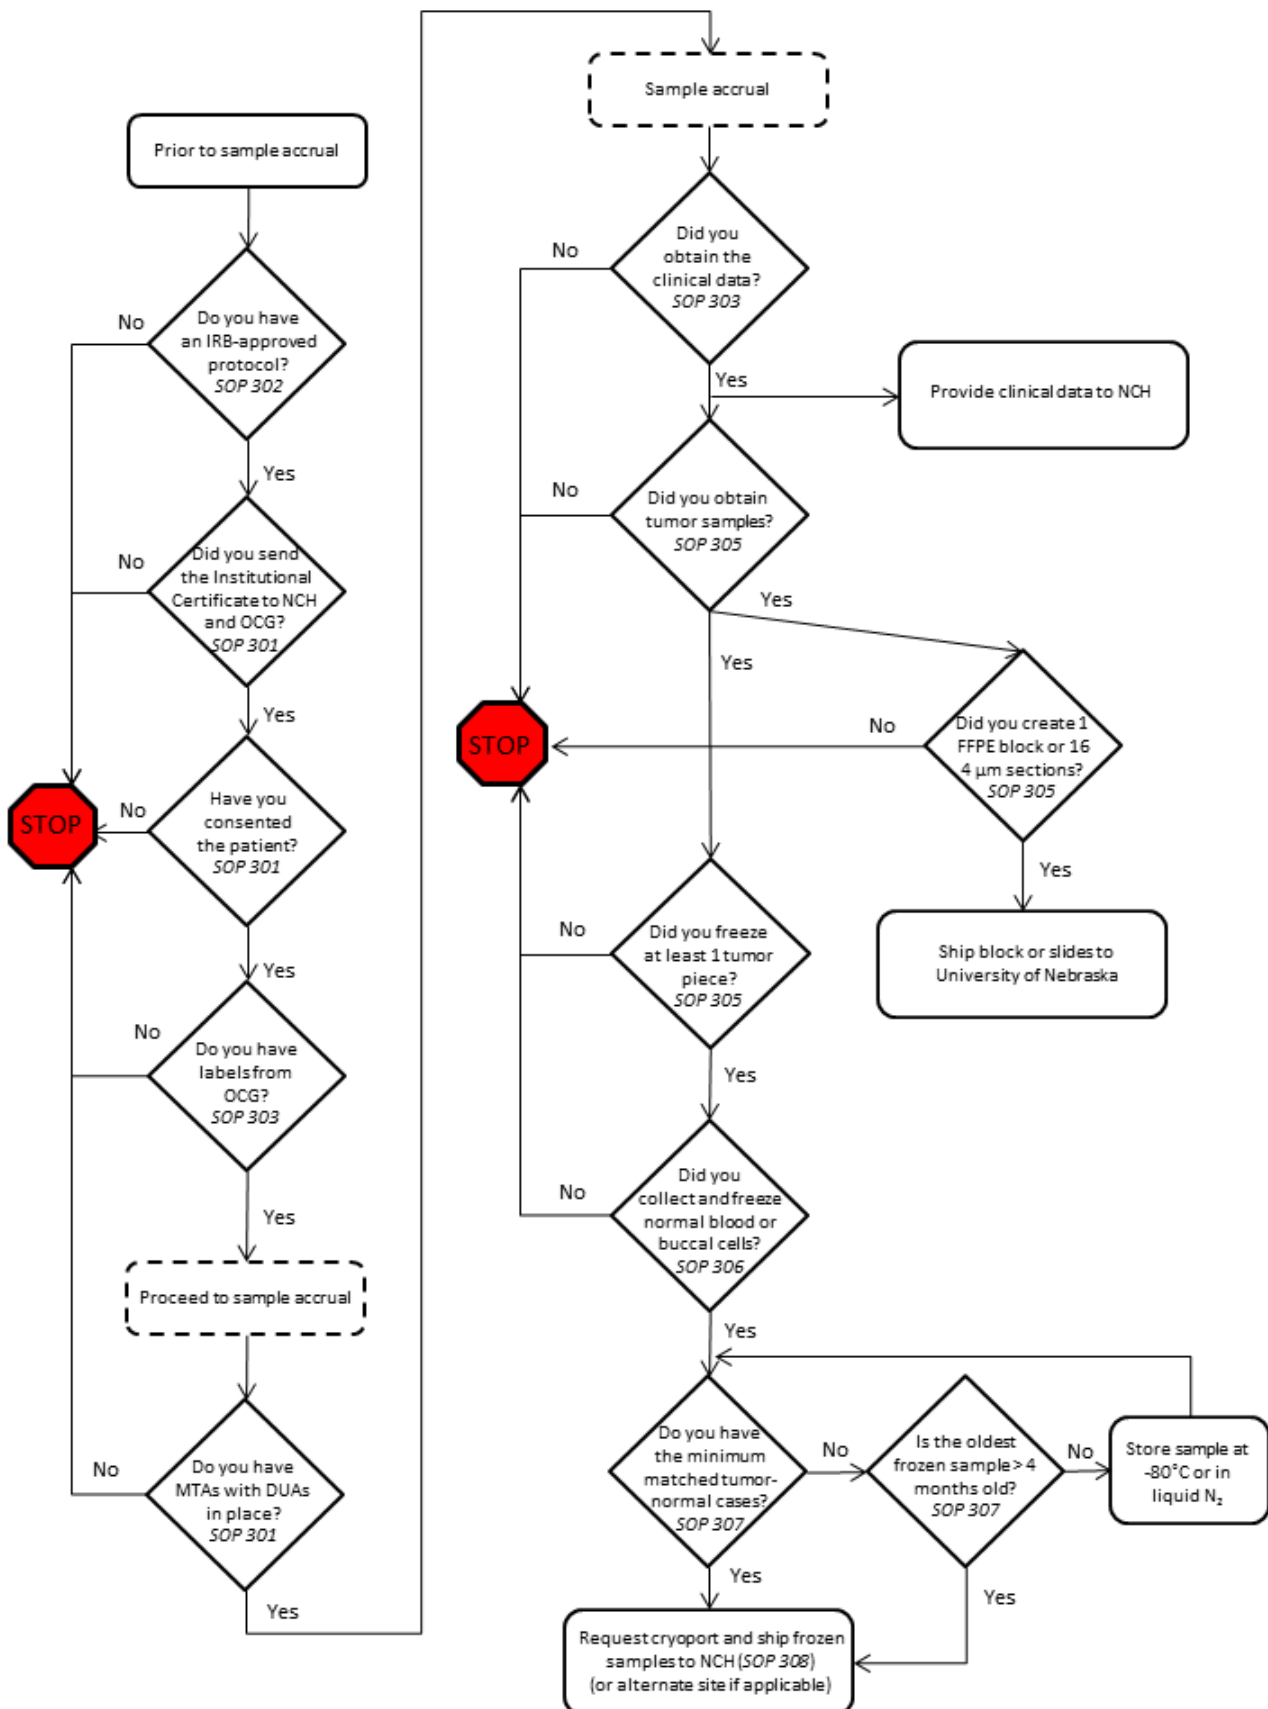 Prior to sample accrual
Do you have
an IRB-approved
protocol?
SOP 302
No
Yes
Did you send
the Institutional
Certificate to NCH
and OCG?
SOP 301
No
Yes
STOP
Have you
consented
the patient?
SOP 301
No
Yes
Do you have
labels from
OCG?
SOP 303
No
Yes
Proceed to sample accrual
Do you have
MTAs with DUAs
in place?
SOP 301
No
Yes
Sample accrual
Did you
obtain the
clinical data?
SOP 303
No
Yes
Provide clinical data to NCH
Did you obtain
tumor samples?
SOP 305
No
Yes
Yes
STOP
Did you create 1
FFPE block or 16
4 µm sections?
SOP 305
No
Yes
Ship block or slides to
University of Nebraska
Did you freeze
at least 1 tumor
piece?
SOP 305
No
Yes
Did you
collect and freeze
normal blood or
buccal cells?
SOP 306
No
Yes
Do you have
the minimum
matched tumor-
normal cases?
SOP 307
No
Yes
Is the oldest
frozen sample > 4
months old?
SOP 307
No
Yes
Store sample at
-80°C or in
liquid N₂
Request cryoport and ship frozen
samples to NCH (SOP 308)
(or alternate site if applicable)